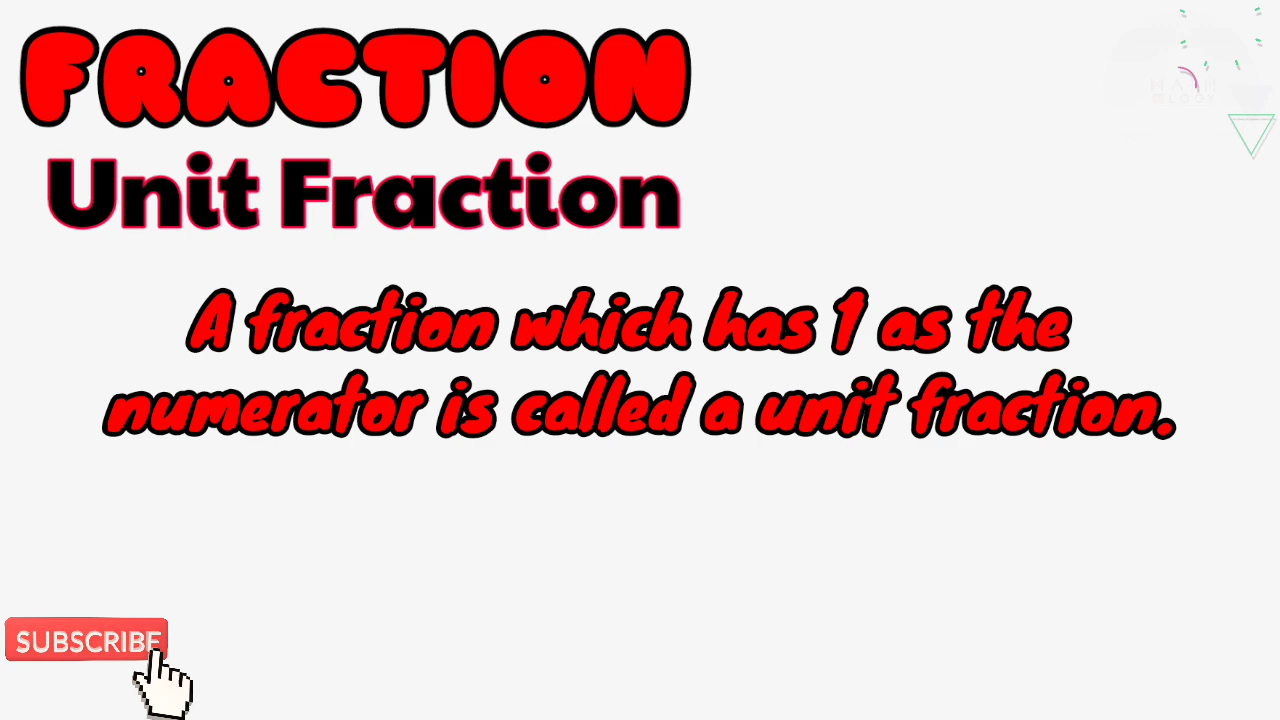 FRACTION
Unit Fraction
A fraction which has 1 as the
numerator is called a unit fraction.
SUBSCRIBE